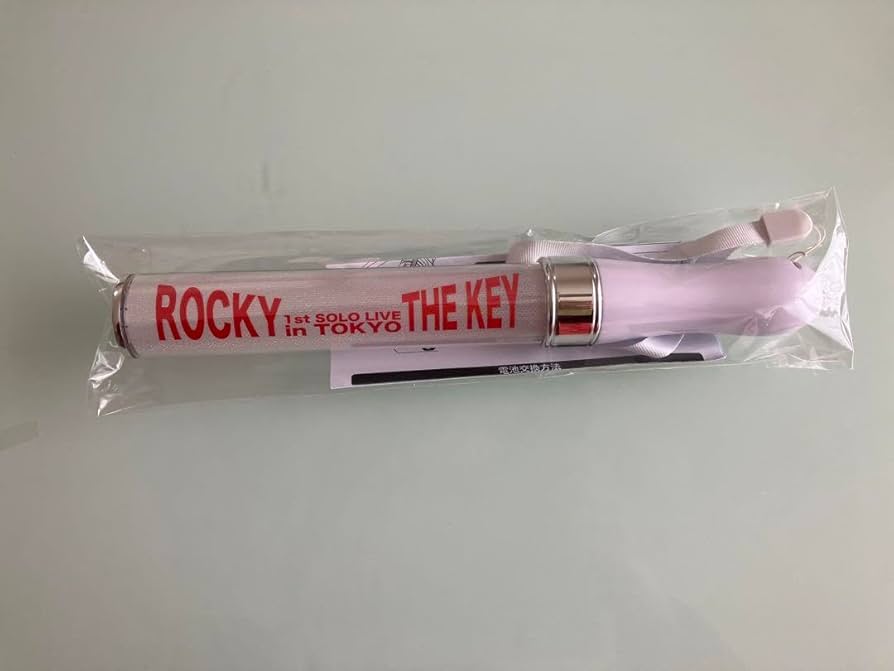 ROCKY
1st SOLO LIVE
in TOKYO
THE KEY
電池交換方法